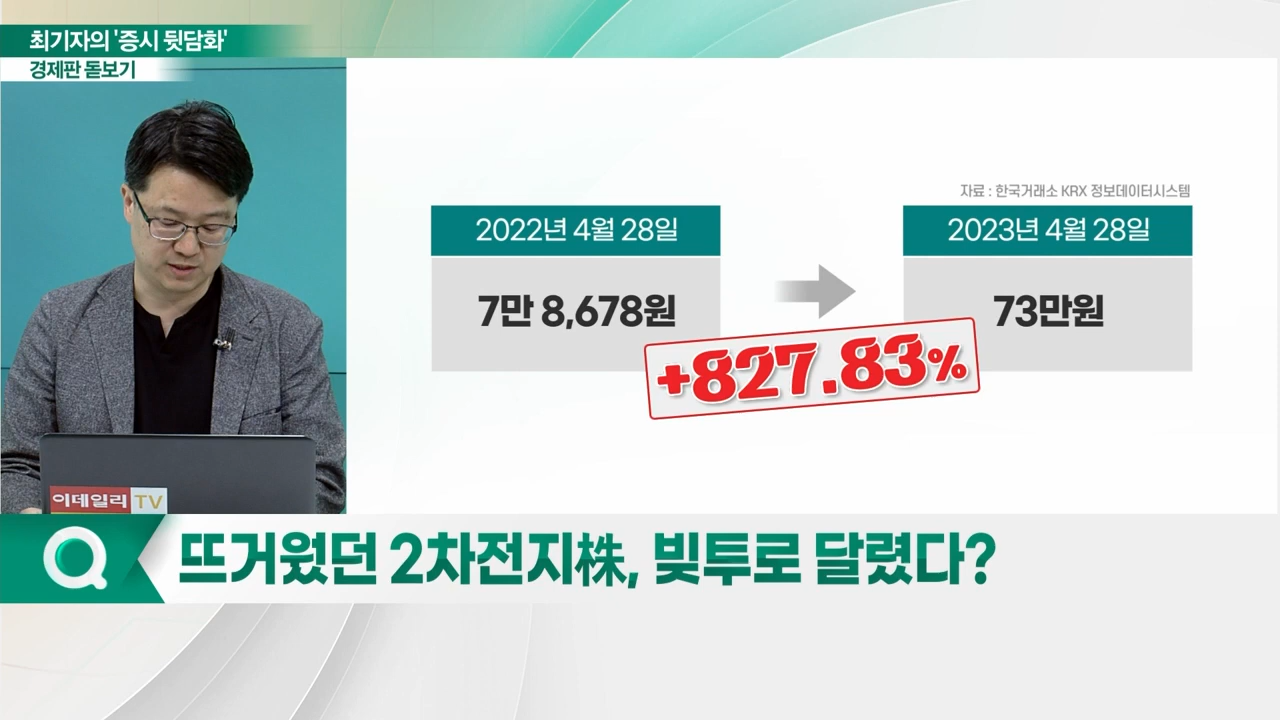 최기자의 '증시 뒷담화'
경제판 돋보기
자료 : 한국거래소 KRX 정보데이터시스템
2022년 4월 28일
2023년 4월 28일
7만 8,678원
73만원
+827.83%
이데일리 TV
뜨거웠던 2차전지株, 빚투로 달렸다?